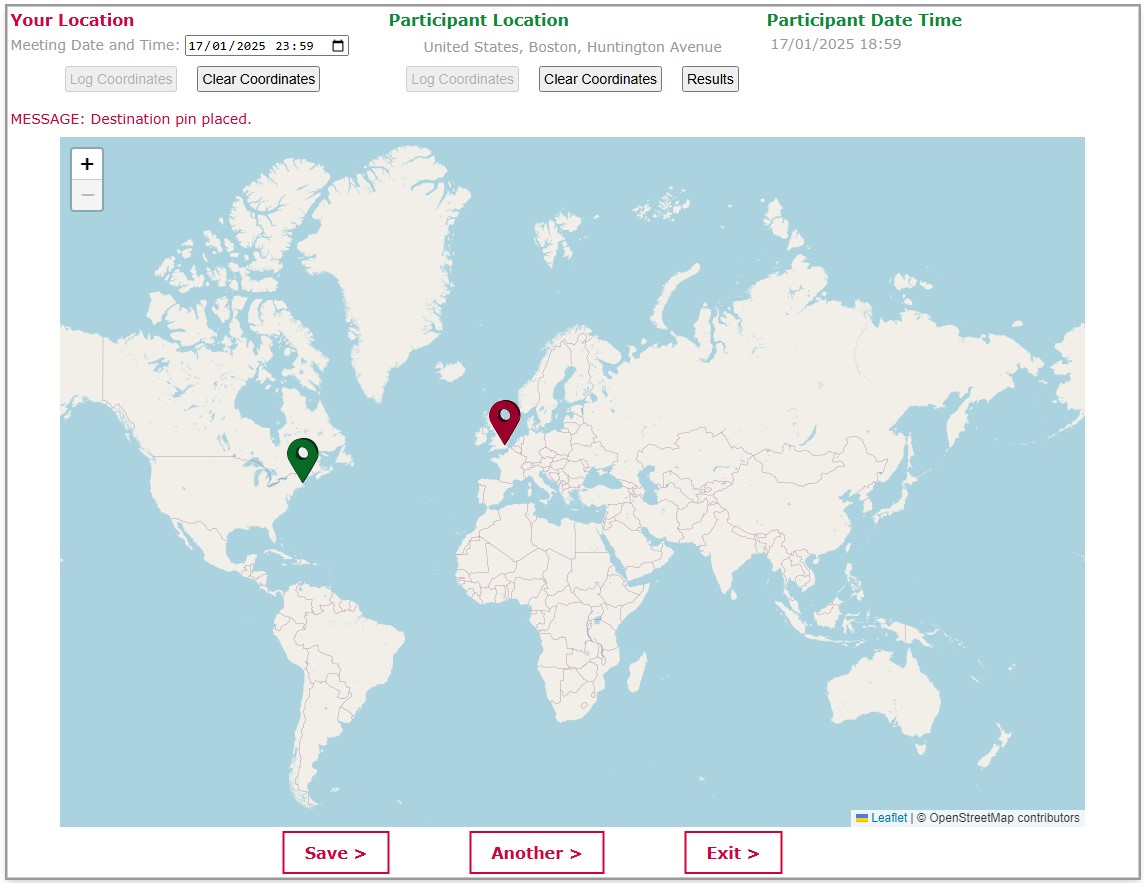 Your Location
Participant Location
Participant Date Time
Meeting Date and Time: 17/01/2025 23:59
United States, Boston, Huntington Avenue
17/01/2025 18:59
Log Coordinates
Clear Coordinates
Log Coordinates
Clear Coordinates
Results
MESSAGE: Destination pin placed.
+
−
Leaflet | © OpenStreetMap contributors
Save >
Another >
Exit >